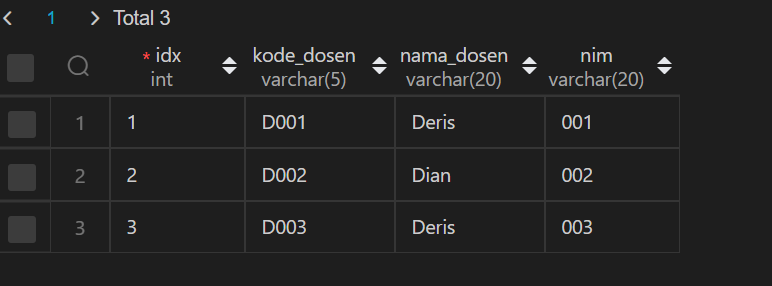 1 Total 3
* idx kode_dosen nama_dosen nim
int varchar(5) varchar(20) varchar(20)
1 1 D001 Deris 001
2 2 D002 Dian 002
3 3 D003 Deris 003